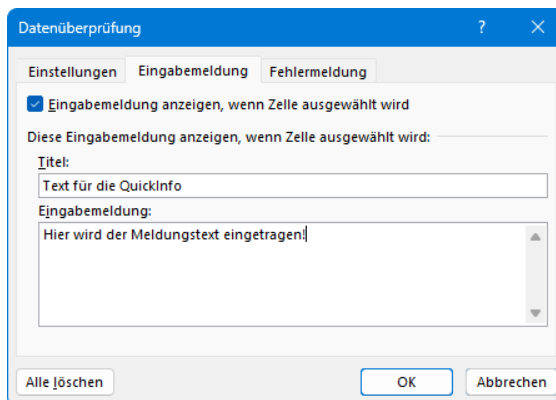 Datenüberprüfung ?
Einstellungen Eingabemeldung Fehlermeldung
Eingabemeldung anzeigen, wenn Zelle ausgewählt wird
Diese Eingabemeldung anzeigen, wenn Zelle ausgewählt wird:
Titel:
Text für die QuickInfo
Eingabemeldung:
Hier wird der Meldungstext eingetragen!
Alle löschen OK Abbrechen